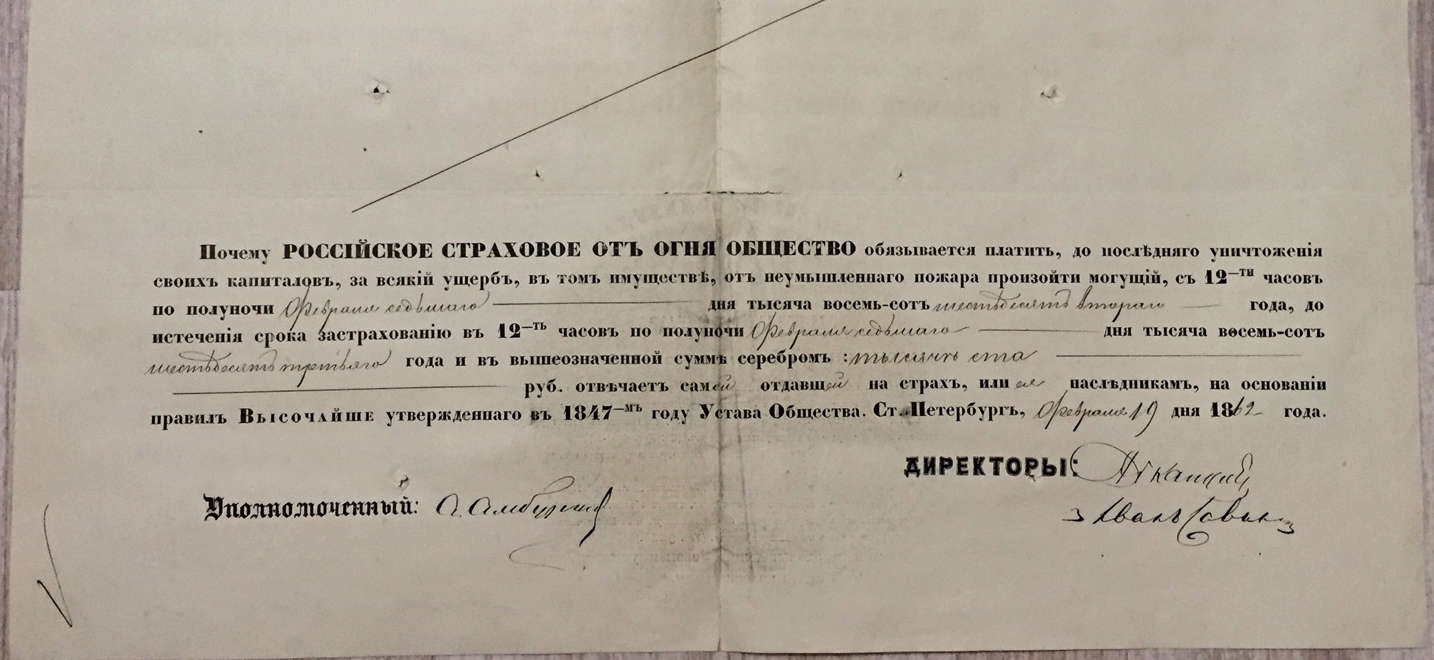 Почему РОССІЙСКОЕ СТРАХОВОЕ ОТЪ ОГНЯ ОБЩЕСТВО обязывается платить, до послѣдняго уничтоженія
своихъ капиталовъ, за всякій ущербъ, въ томъ имуществѣ, отъ неумышленнаго пожара произойти могущій, съ 12-ти часовъ
по полуночи Февраля седьмаго дня тысяча восемь-сотъ шестьдесятъ втораго года, до
истеченія срока застрахованію въ 12-ть часовъ по полуночи Февраля седьмаго дня тысяча восемь-сотъ
шестьдесятъ третьяго года и въ вышеозначенной суммѣ серебромъ : тысячъ ста
руб. отвѣчаетъ самой отдавшей на страхъ, или ея наслѣдникамъ, на основаніи
правилъ Высочайше утвержденнаго въ 1847-мъ году Устава Общества. Ст. Петербургъ, Февраля 19 дня 1862 года.
ДИРЕКТОРЫ:
Уполномоченный:
Иванъ